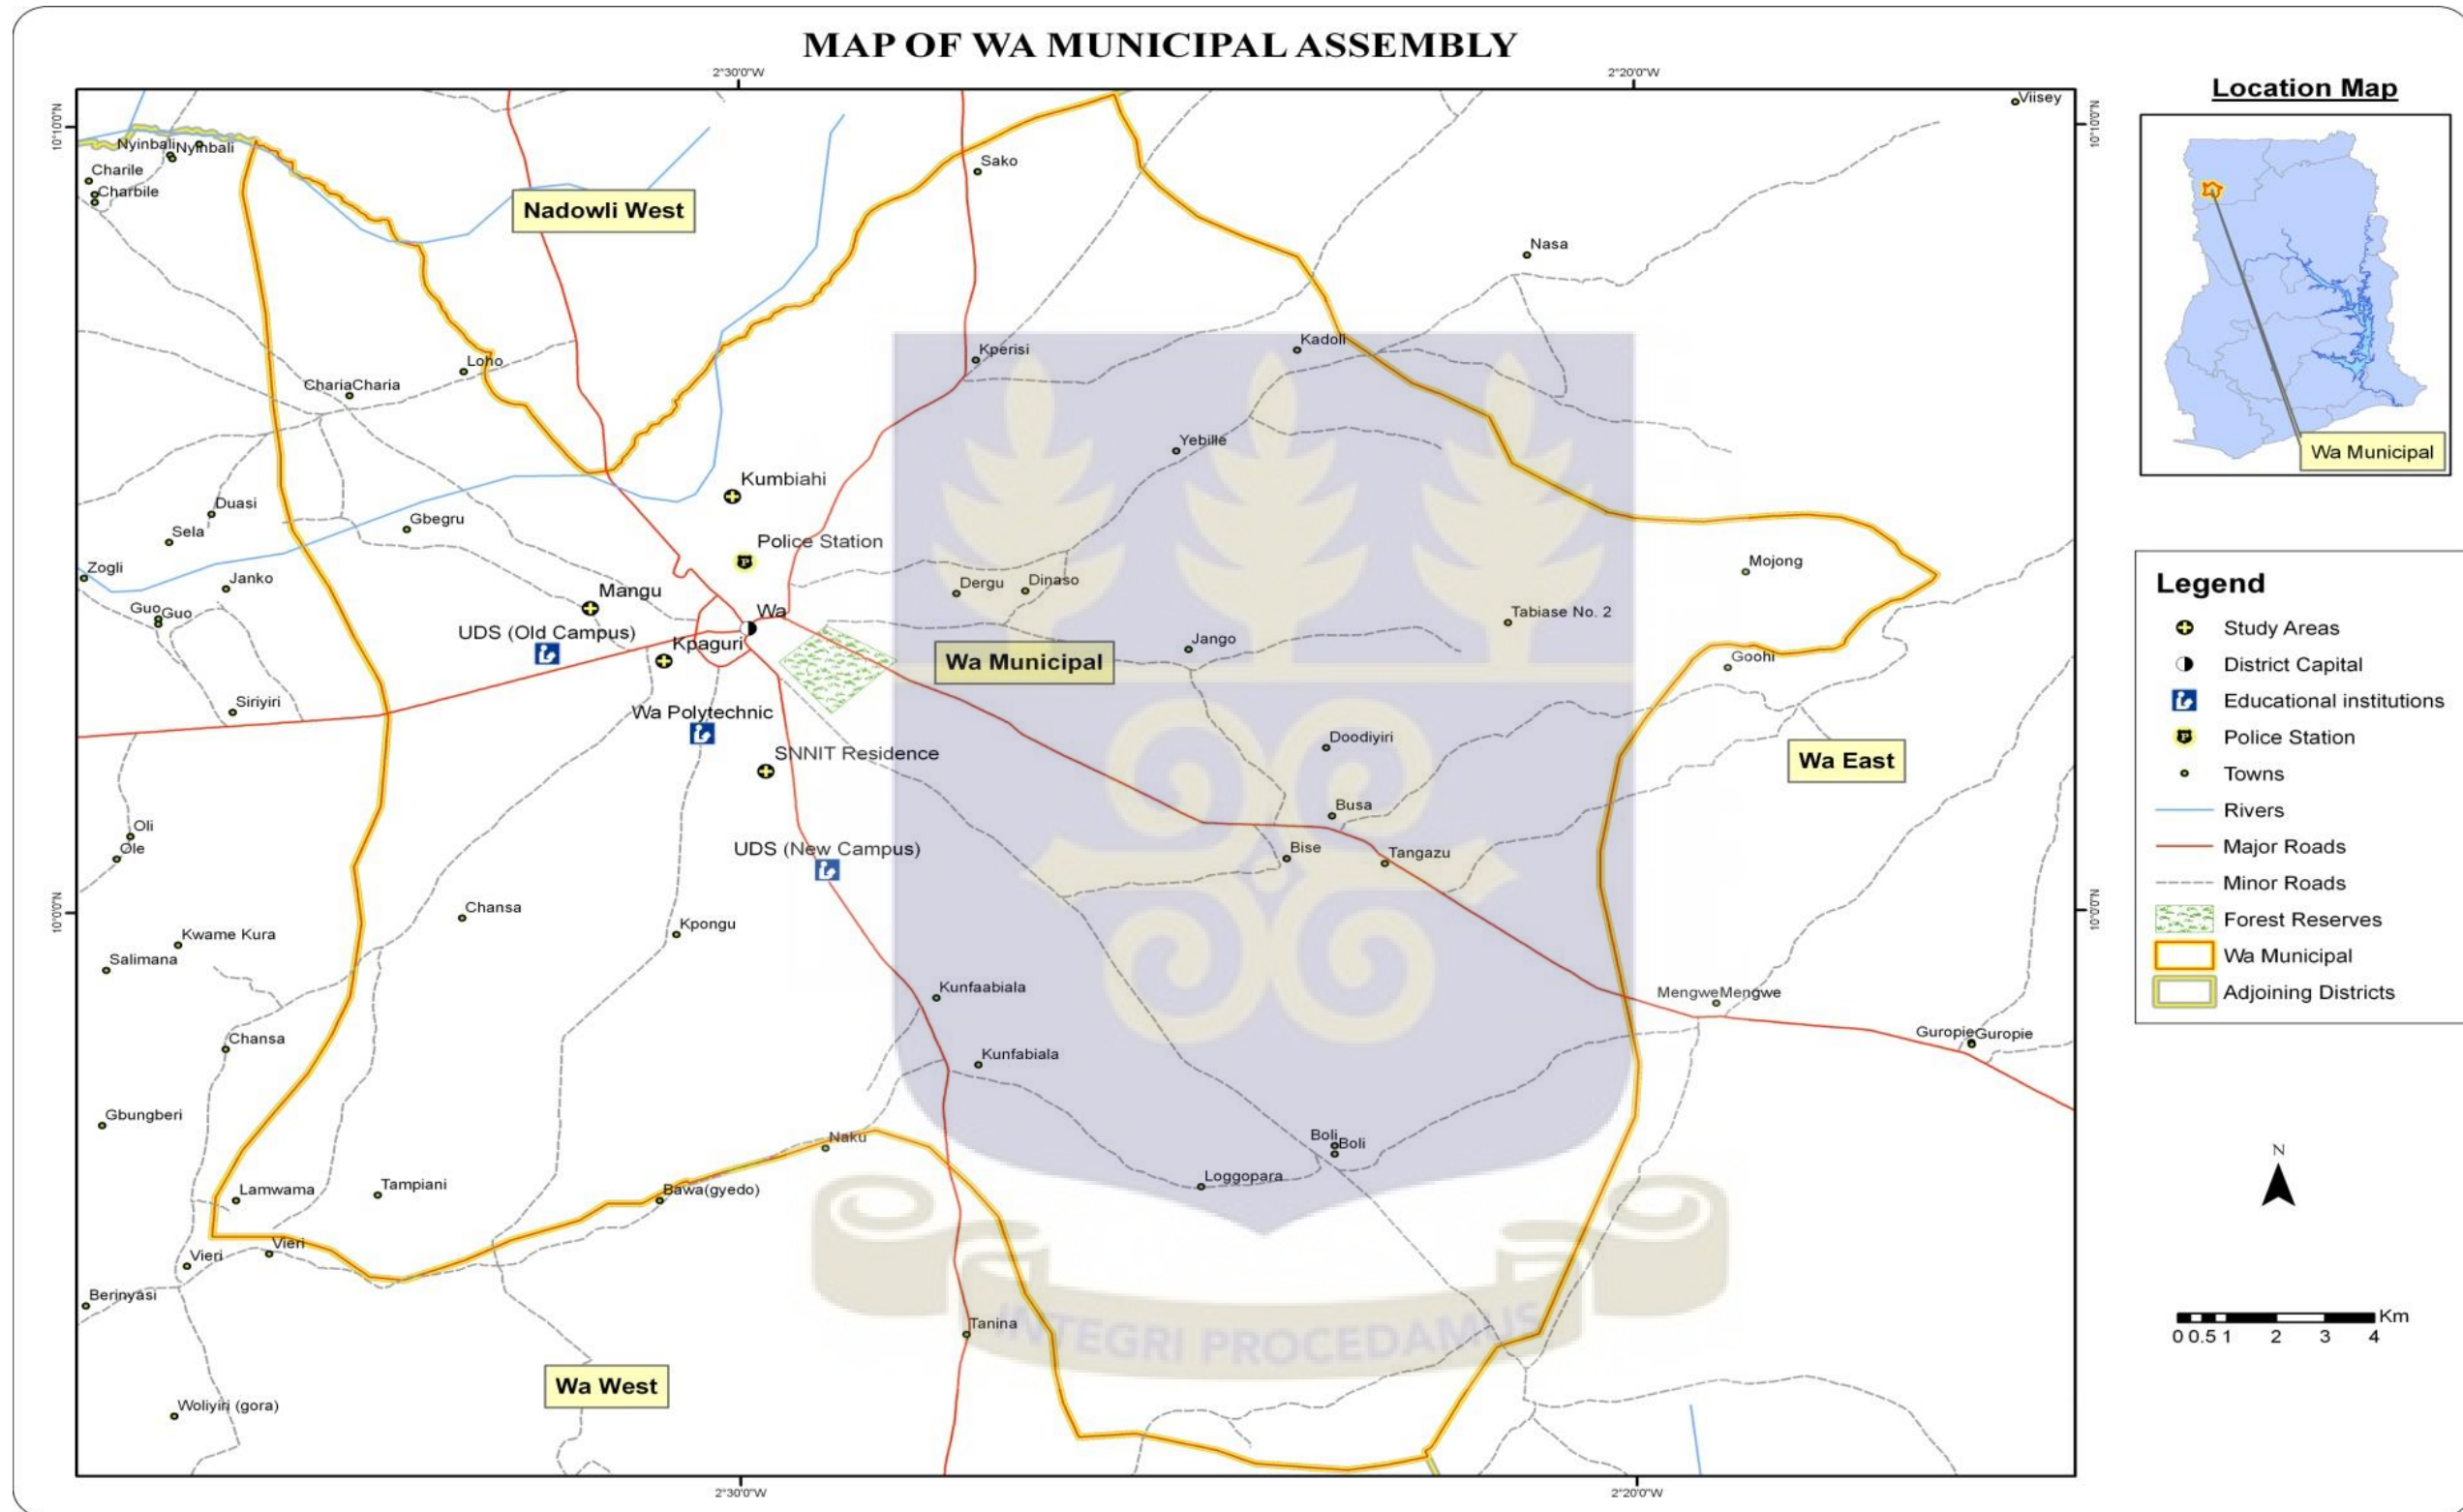 MAP OF WA MUNICIPAL ASSEMBLY
2°30'0"W
2°20'0"W
10°10'0"N
10°10'0"N
Viisey
Nyinbali
Nyinbali
Charile
Charbile
Sako
Nadowli West
Nasa
Loho
Kperisi
Kadoli
ChariaCharia
Yebille
Kumbiahi
Duasi
Gbegru
Sela
Police Station
Zogli
Janko
Mangu
Dergu
Dinaso
Mojong
Guo
Guo
Wa
Tabiase No. 2
UDS (Old Campus)
Kpaguri
Jango
Wa Municipal
Goohi
Siriyiri
Wa Polytechnic
Doodiyiri
SNNIT Residence
Wa East
Busa
Oli
Ole
UDS (New Campus)
Bise
Tangazu
10°0'0"N
10°0'0"N
Chansa
Kpongu
Kwame Kura
Salimana
Kunfaabiala
MengweMengwe
Chansa
Guropie
Guropie
Kunfabiala
Gbungberi
Naku
Boli
Boli
Loggopara
Lamwama
Tampiani
Bawa(gyedo)
Vieri
Vieri
Berinyasi
Tanina
INTEGRI PROCEDAMUS
Wa West
Woliyiri (gora)
2°30'0"W
2°20'0"W
Location Map
Wa Municipal
Legend
Study Areas
District Capital
Educational institutions
P
Police Station
Towns
Rivers
Major Roads
Minor Roads
Forest Reserves
Wa Municipal
Adjoining Districts
N
Km
0 0.5 1 2 3 4